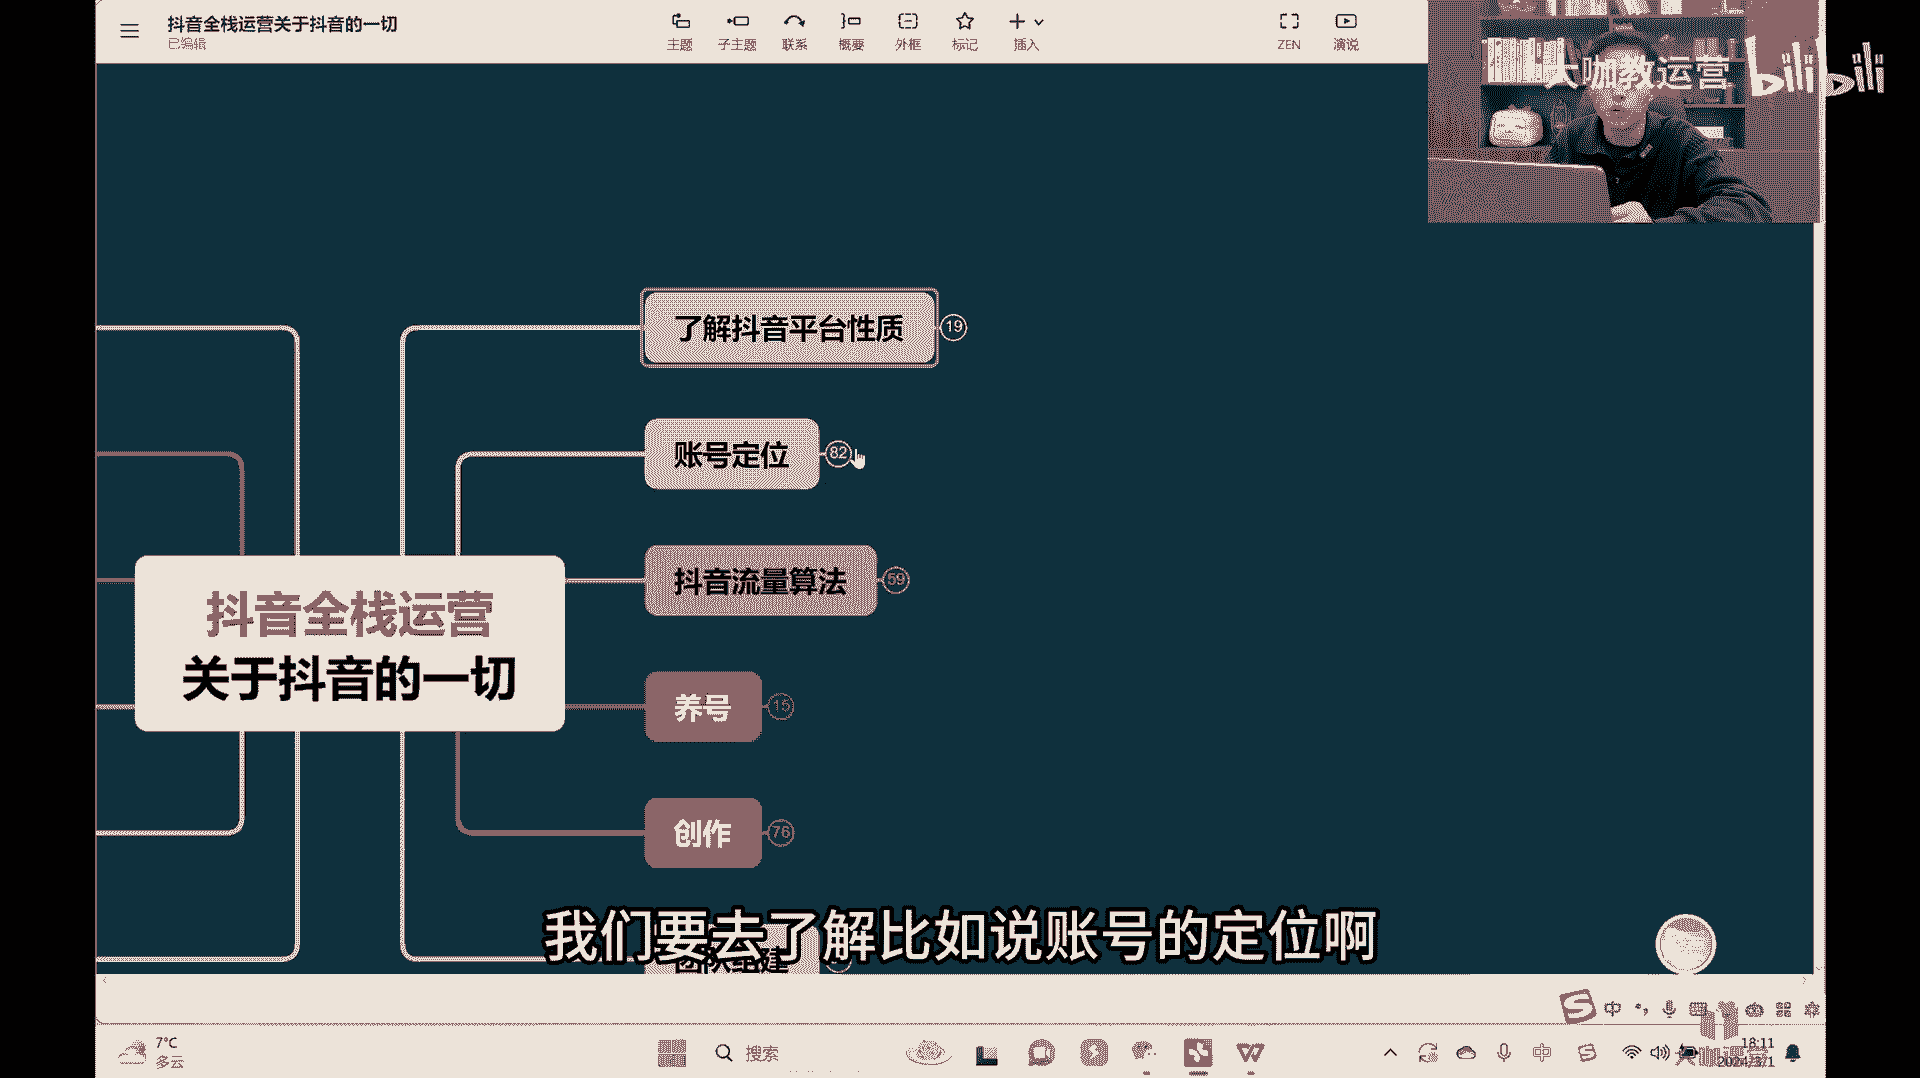 抖音全栈运营关于抖音的一切
已编辑
主题
子主题
联系
概要
外框
标记
插入
ZEN
演说
大咖教运营
bilibili
了解抖音平台性质
19
账号定位
82
抖音流量算法
59
抖音全栈运营
关于抖音的一切
养号
15
创作
76
我们要去了解比如说账号的定位啊
中
7°C
多云
搜索
中
18:11
2024/3/1